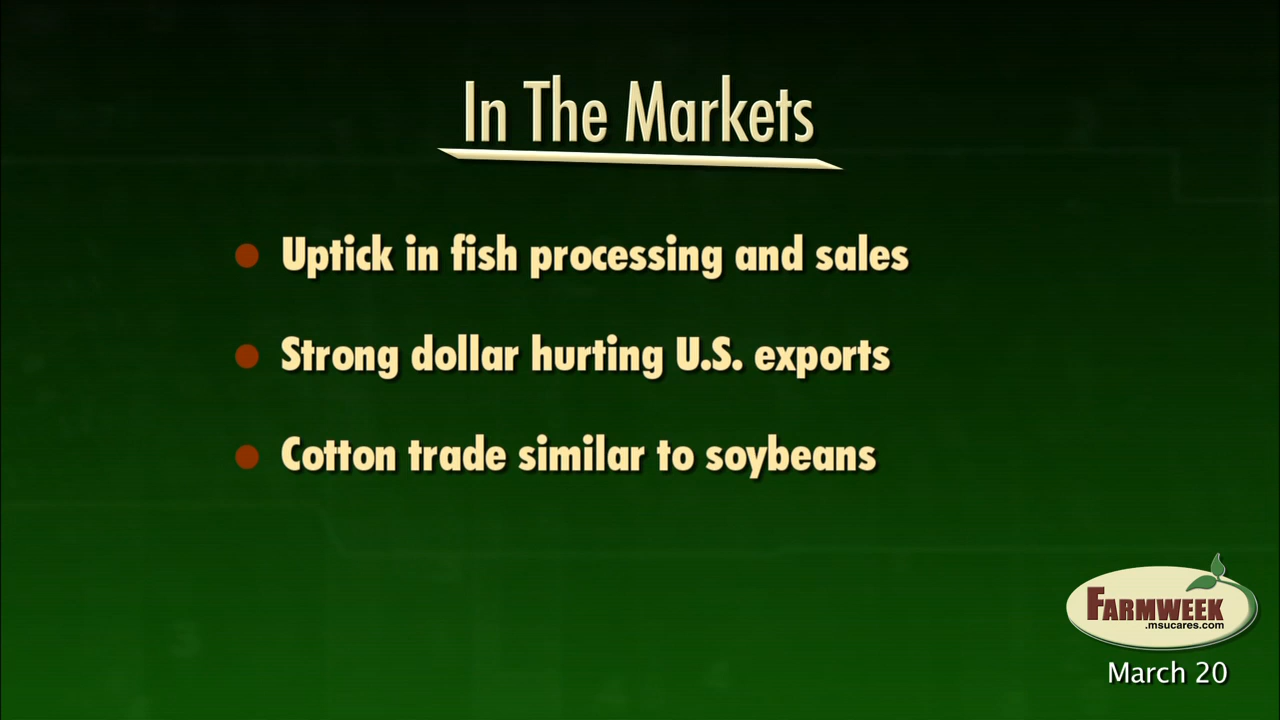 In The Markets
Uptick in fish processing and sales
Strong dollar hurting U.S. exports
Cotton trade similar to soybeans
FARMWEEK
.msucares.com
March 20